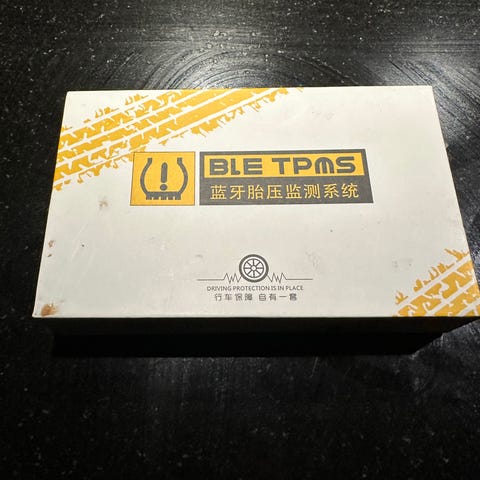 BLE TPMS
蓝牙胎压监测系统
DRIVING PROTECTION IS IN PLACE
行车保障 自有一套